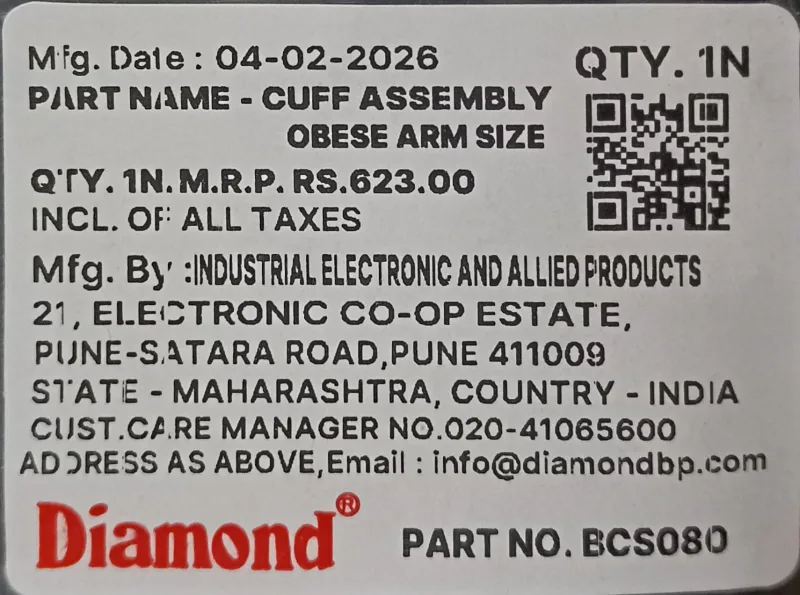 Mfg. Date : 04-02-2026
QTY. 1N
PART NAME - CUFF ASSEMBLY
OBESE ARM SIZE
QTY. 1N. M.R.P. RS.623.00
INCL. OF ALL TAXES
Mfg. By :INDUSTRIAL ELECTRONIC AND ALLIED PRODUCTS
21, ELECTRONIC CO-OP ESTATE,
PUNE-SATARA ROAD,PUNE 411009
STATE - MAHARASHTRA, COUNTRY - INDIA
CUST.CARE MANAGER NO.020-41065600
ADDRESS AS ABOVE,Email : info@diamondbp.com
Diamond®
PART NO. BCS080